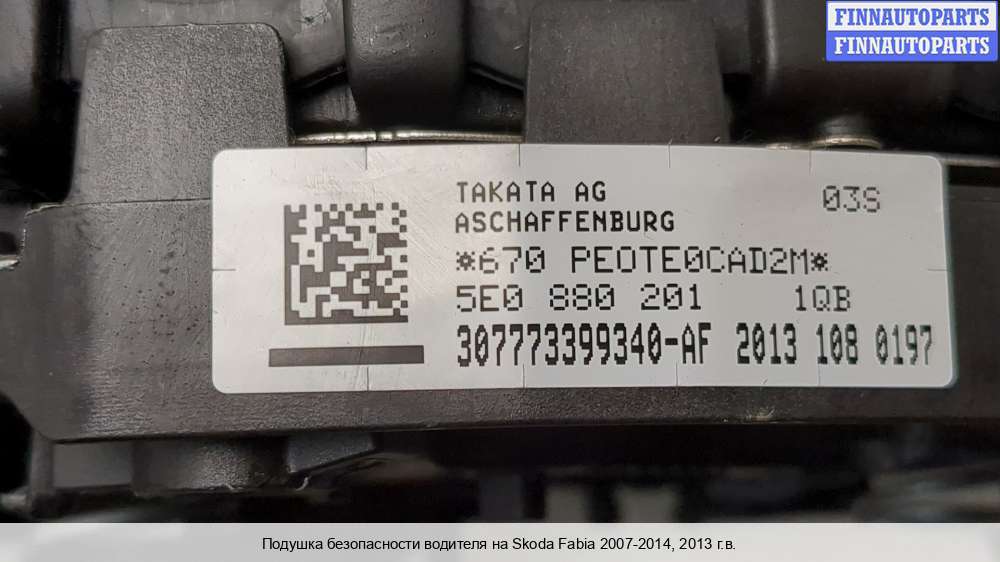 FINNAUTOPARTS
FINNAUTOPARTS
TAKATA AG 03S
ASCHAFFENBURG
*670 PEOTE0CAD2M*
5E0 880 201 1QB
307773399340-AF 2013 108 0197
Подушка безопасности водителя на Skoda Fabia 2007-2014, 2013 г.в.